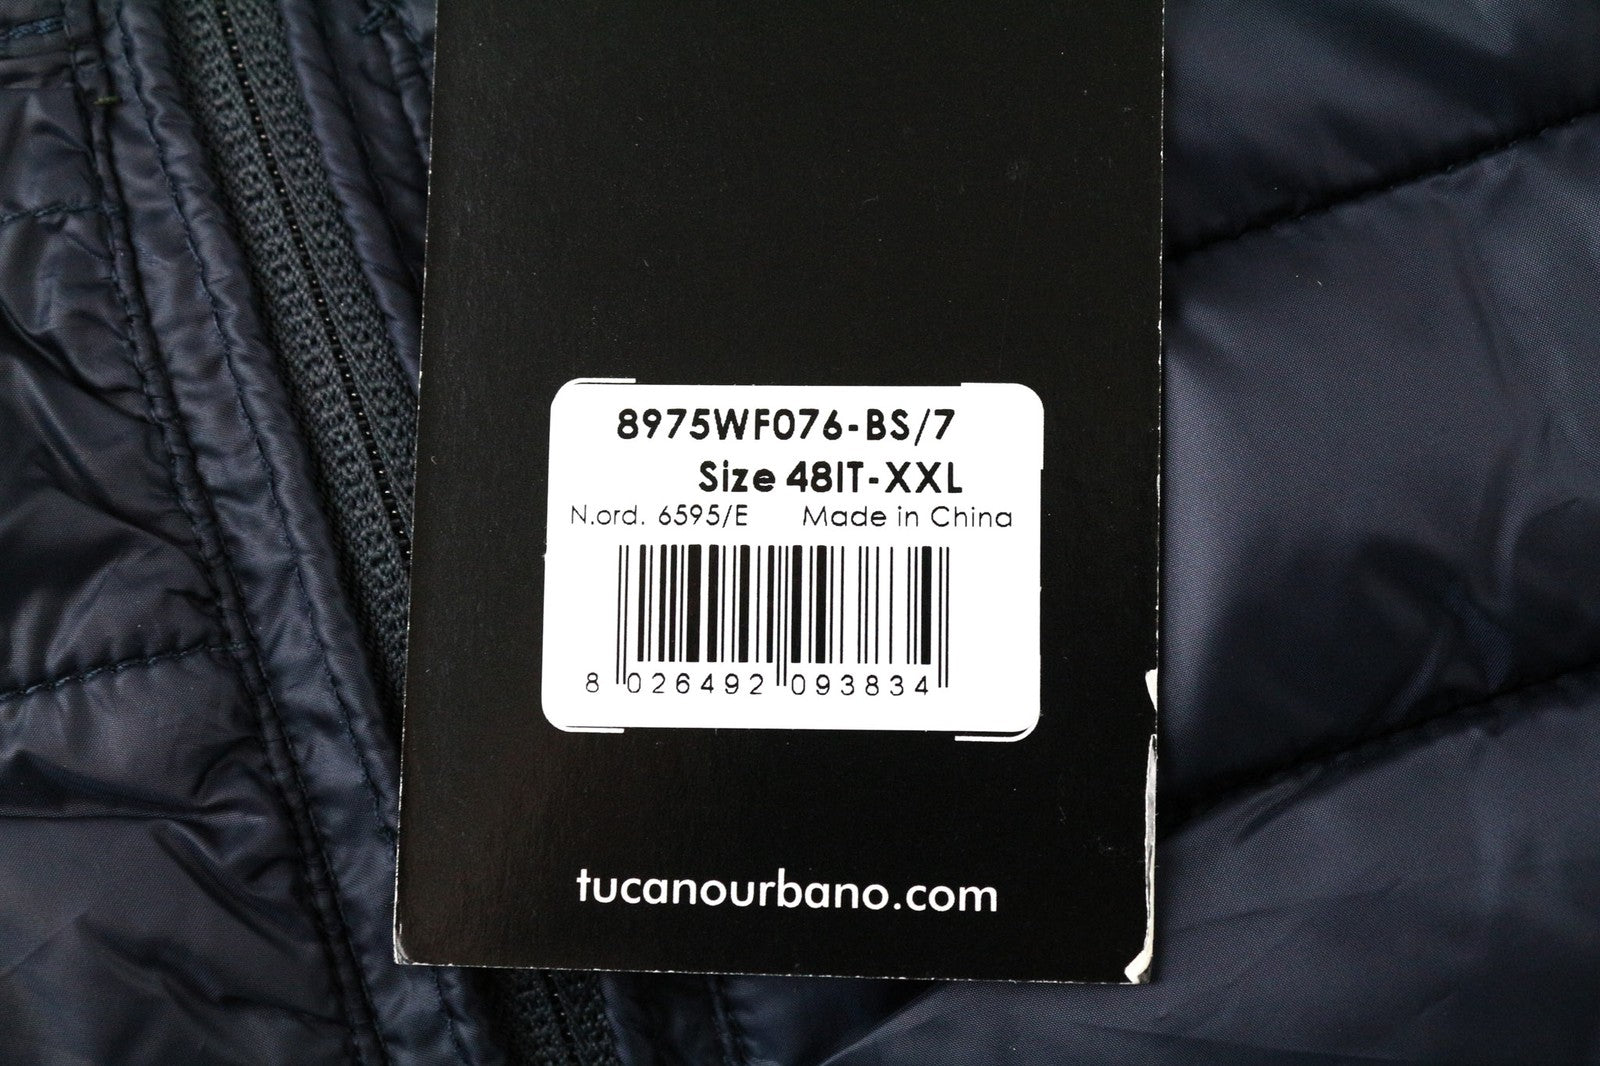 8975WF076-BS/7
Size 48IT-XXL
N.ord. 6595/E Made in China
8 026492 093834
tucanourbano.com